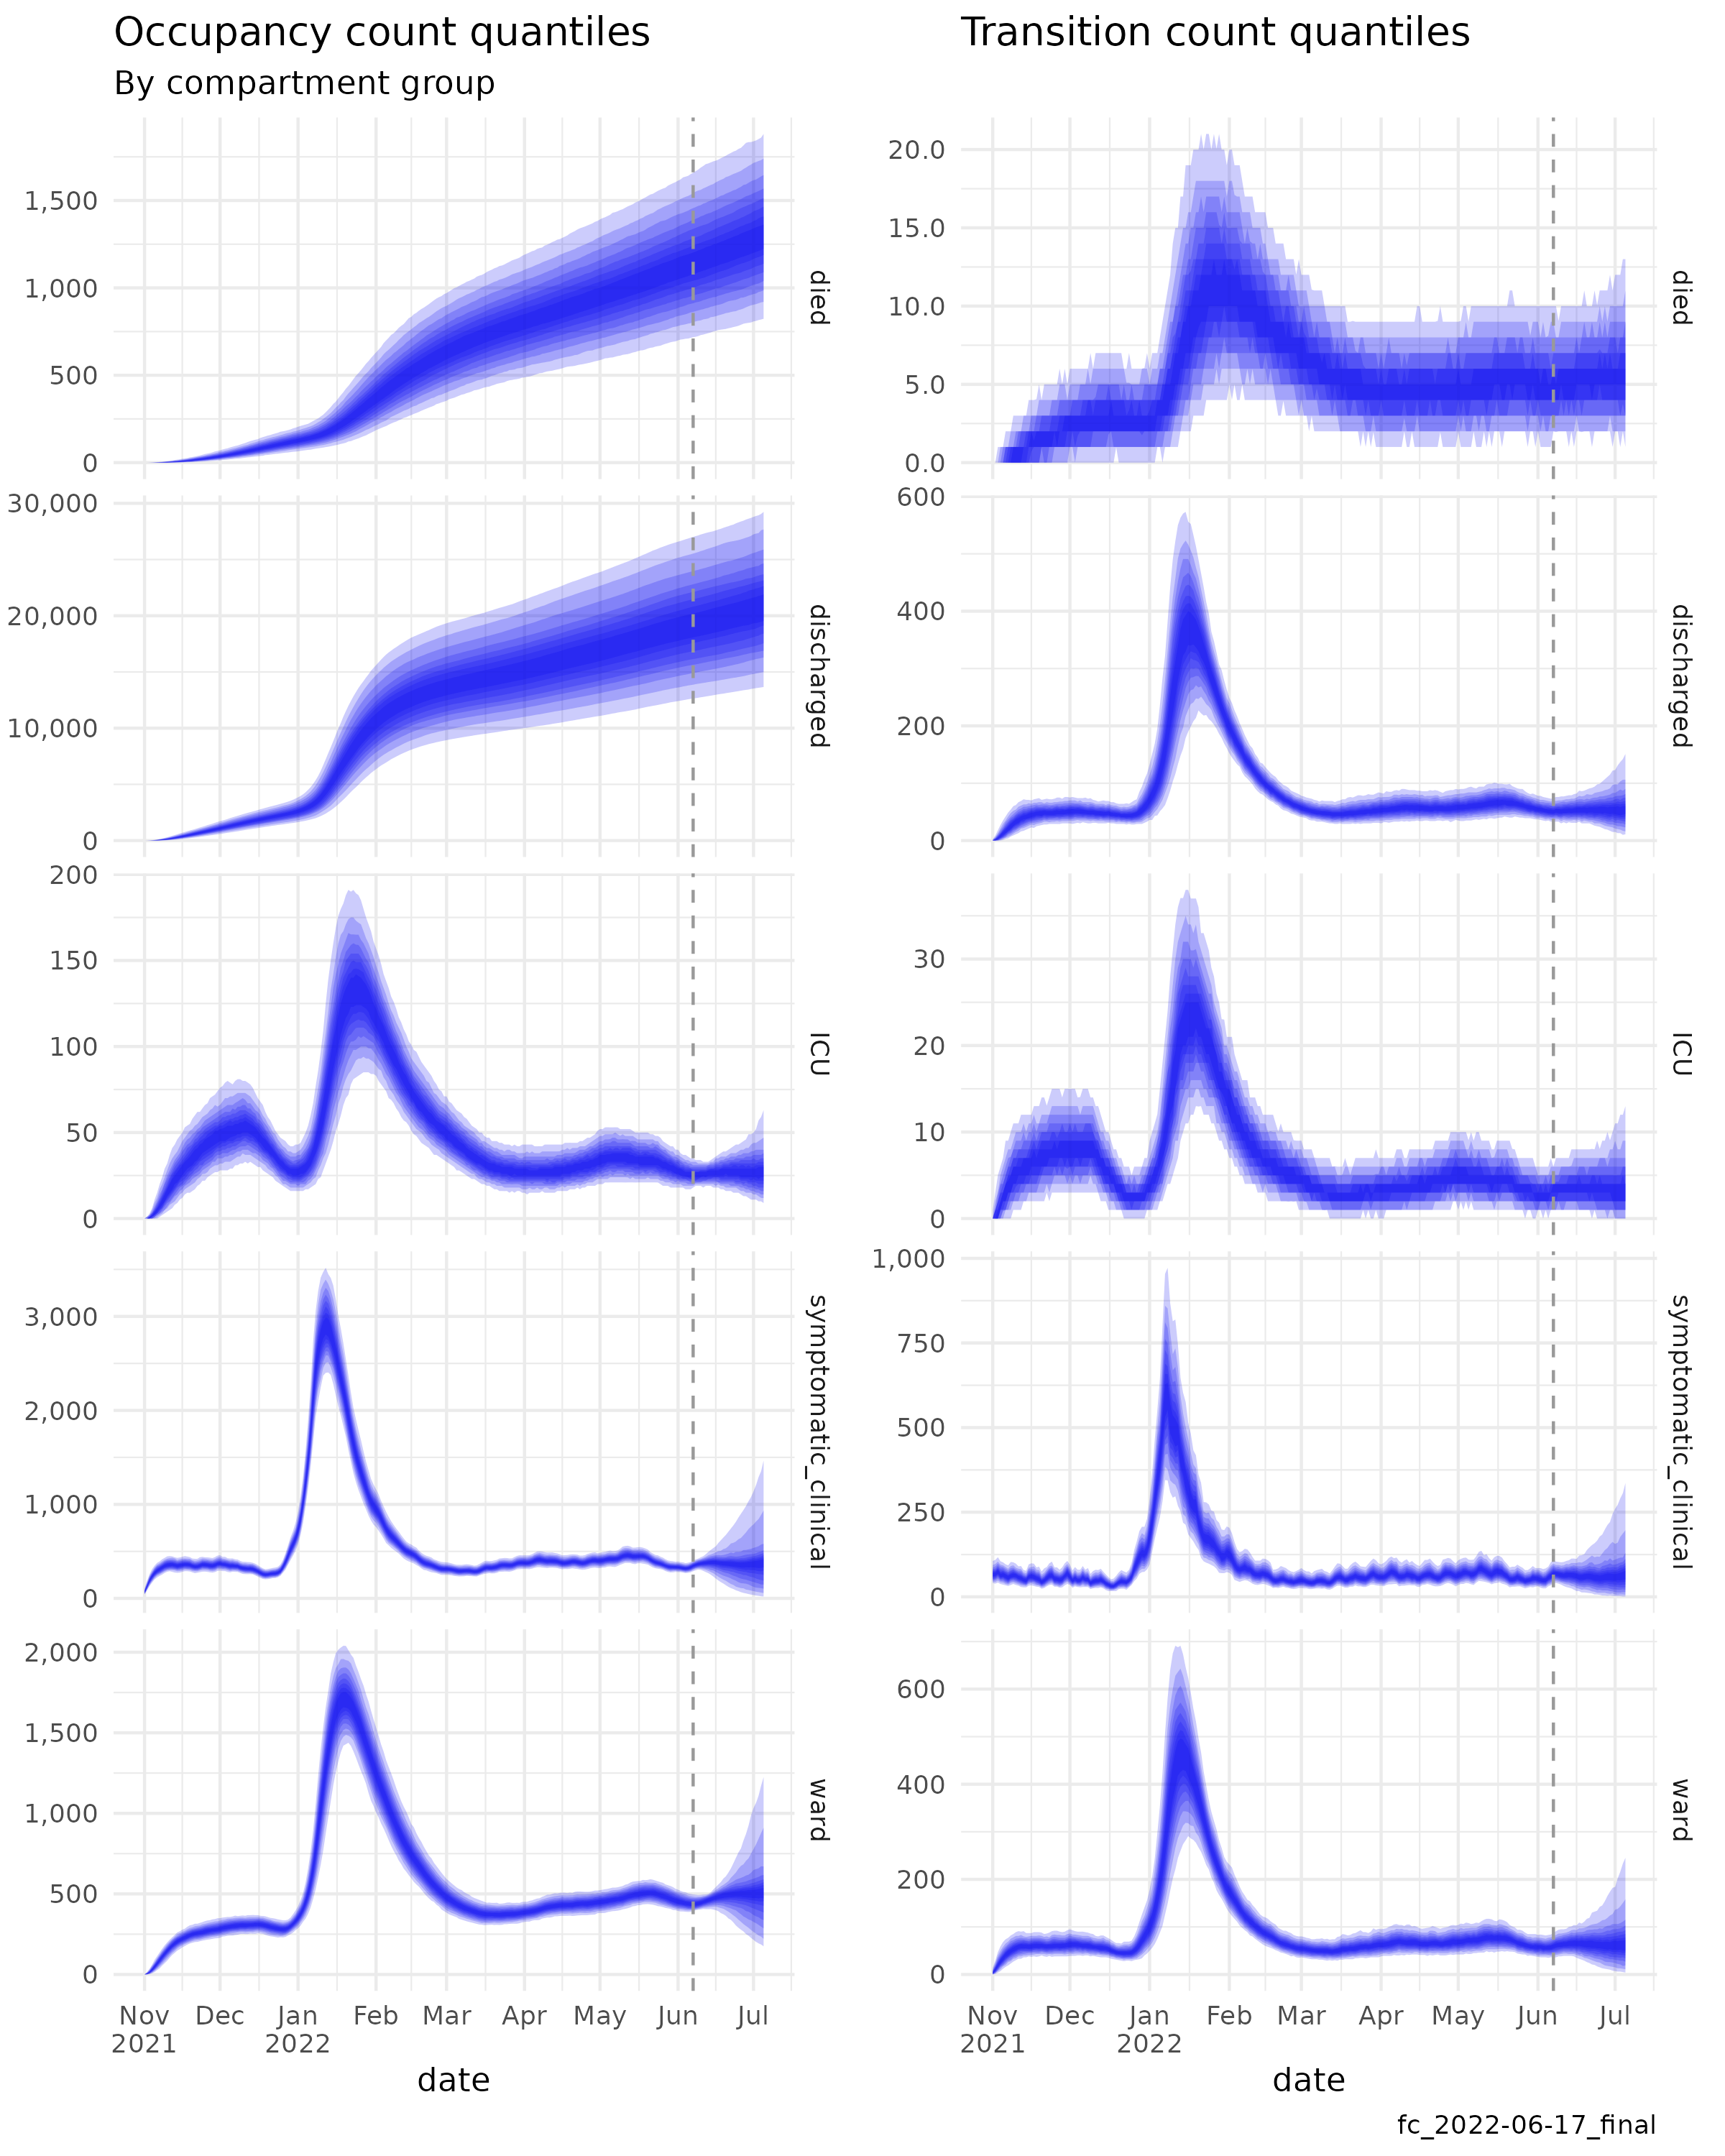 Occupancy count quantiles
By compartment group
1,500
1,000
500
0
died
30,000
20,000
10,000
0
discharged
200
150
100
50
0
ICU
3,000
2,000
1,000
0
symptomatic_clinical
2,000
1,500
1,000
500
0
ward
Nov Dec Jan Feb Mar Apr May Jun Jul
2021 2022
date
Transition count quantiles
20.0
15.0
10.0
5.0
0.0
died
600
400
200
0
discharged
30
20
10
0
ICU
1,000
750
500
250
0
symptomatic_clinical
600
400
200
0
ward
Nov Dec Jan Feb Mar Apr May Jun Jul
2021 2022
date
fc_2022-06-17_final